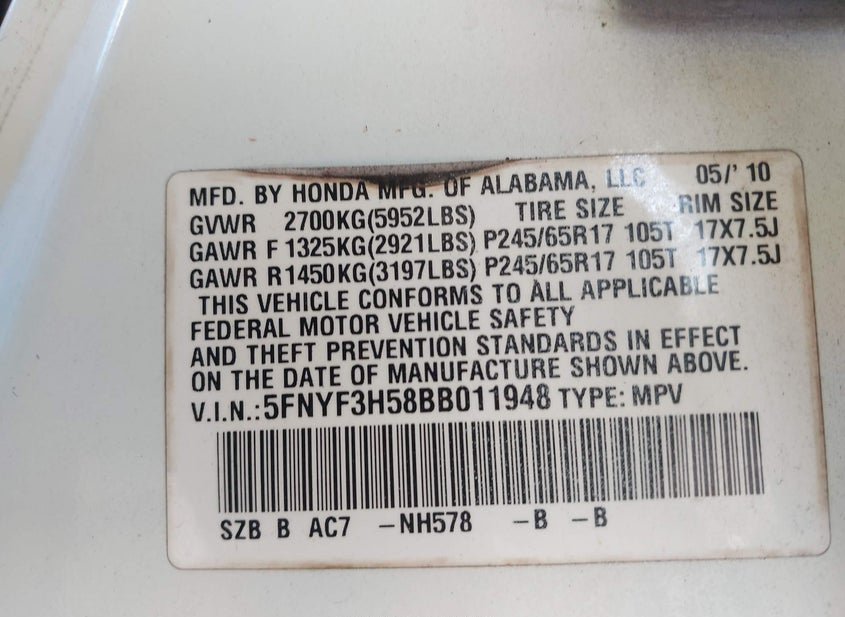 MFD. BY HONDA MFG. OF ALABAMA, LLC 05/' 10
GVWR 2700KG(5952LBS) TIRE SIZE RIM SIZE
GAWR F 1325KG(2921LBS) P245/65R17 105T 17X7.5J
GAWR R1450KG(3197LBS) P245/65R17 105T 17X7.5J
THIS VEHICLE CONFORMS TO ALL APPLICABLE
FEDERAL MOTOR VEHICLE SAFETY
AND THEFT PREVENTION STANDARDS IN EFFECT
ON THE DATE OF MANUFACTURE SHOWN ABOVE.
V.I.N.:5FNYF3H58BB011948 TYPE: MPV
SZB B AC7 -NH578 -B -B